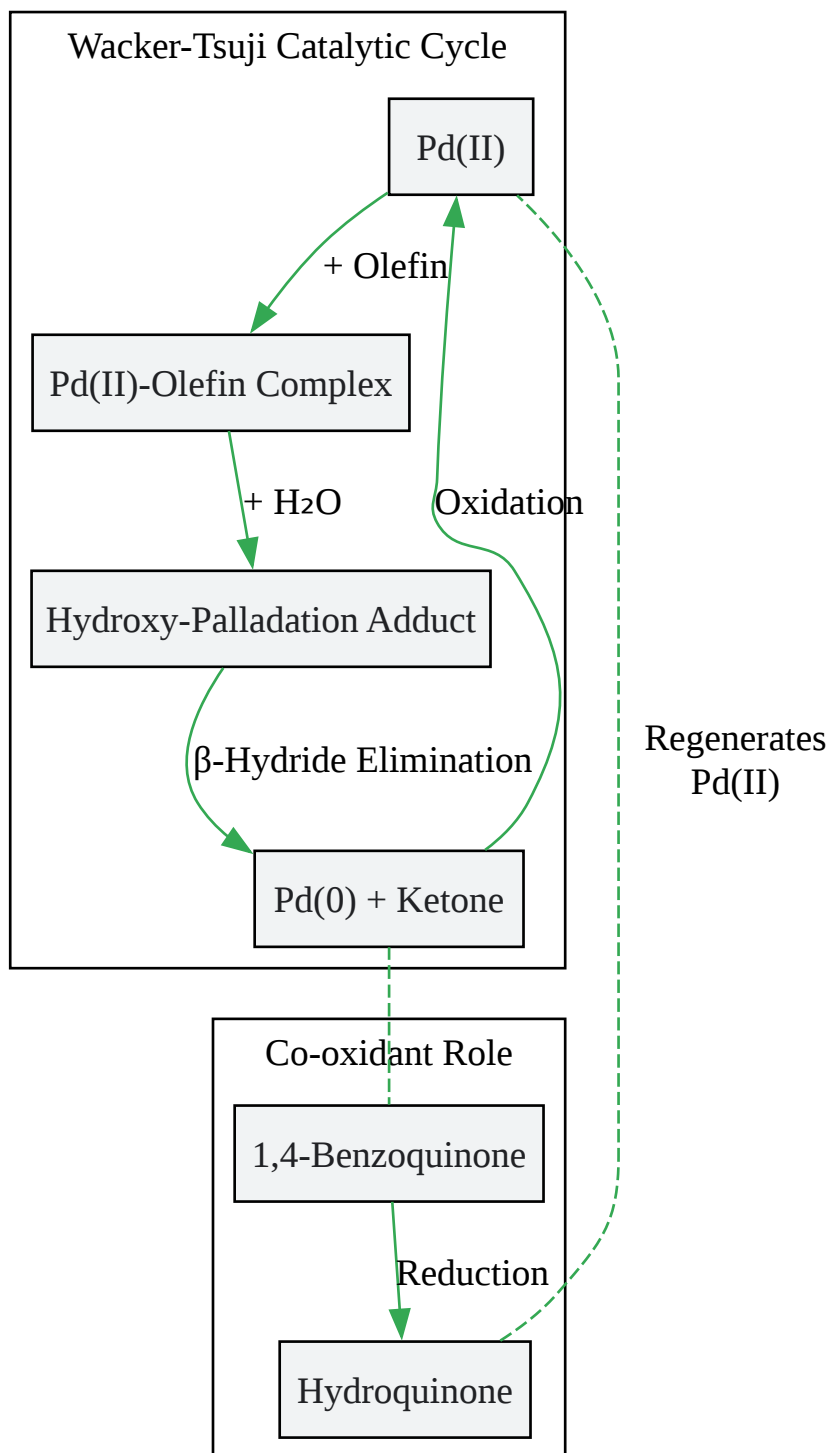 Wacker-Tsuji Catalytic Cycle
Pd(II)
+ Olefin
Pd(II)-Olefin Complex
+ H₂O
Oxidation
Hydroxy-Palladation Adduct
β-Hydride Elimination
Regenerates
Pd(II)
Pd(0) + Ketone
Co-oxidant Role
1,4-Benzoquinone
Reduction
Hydroquinone